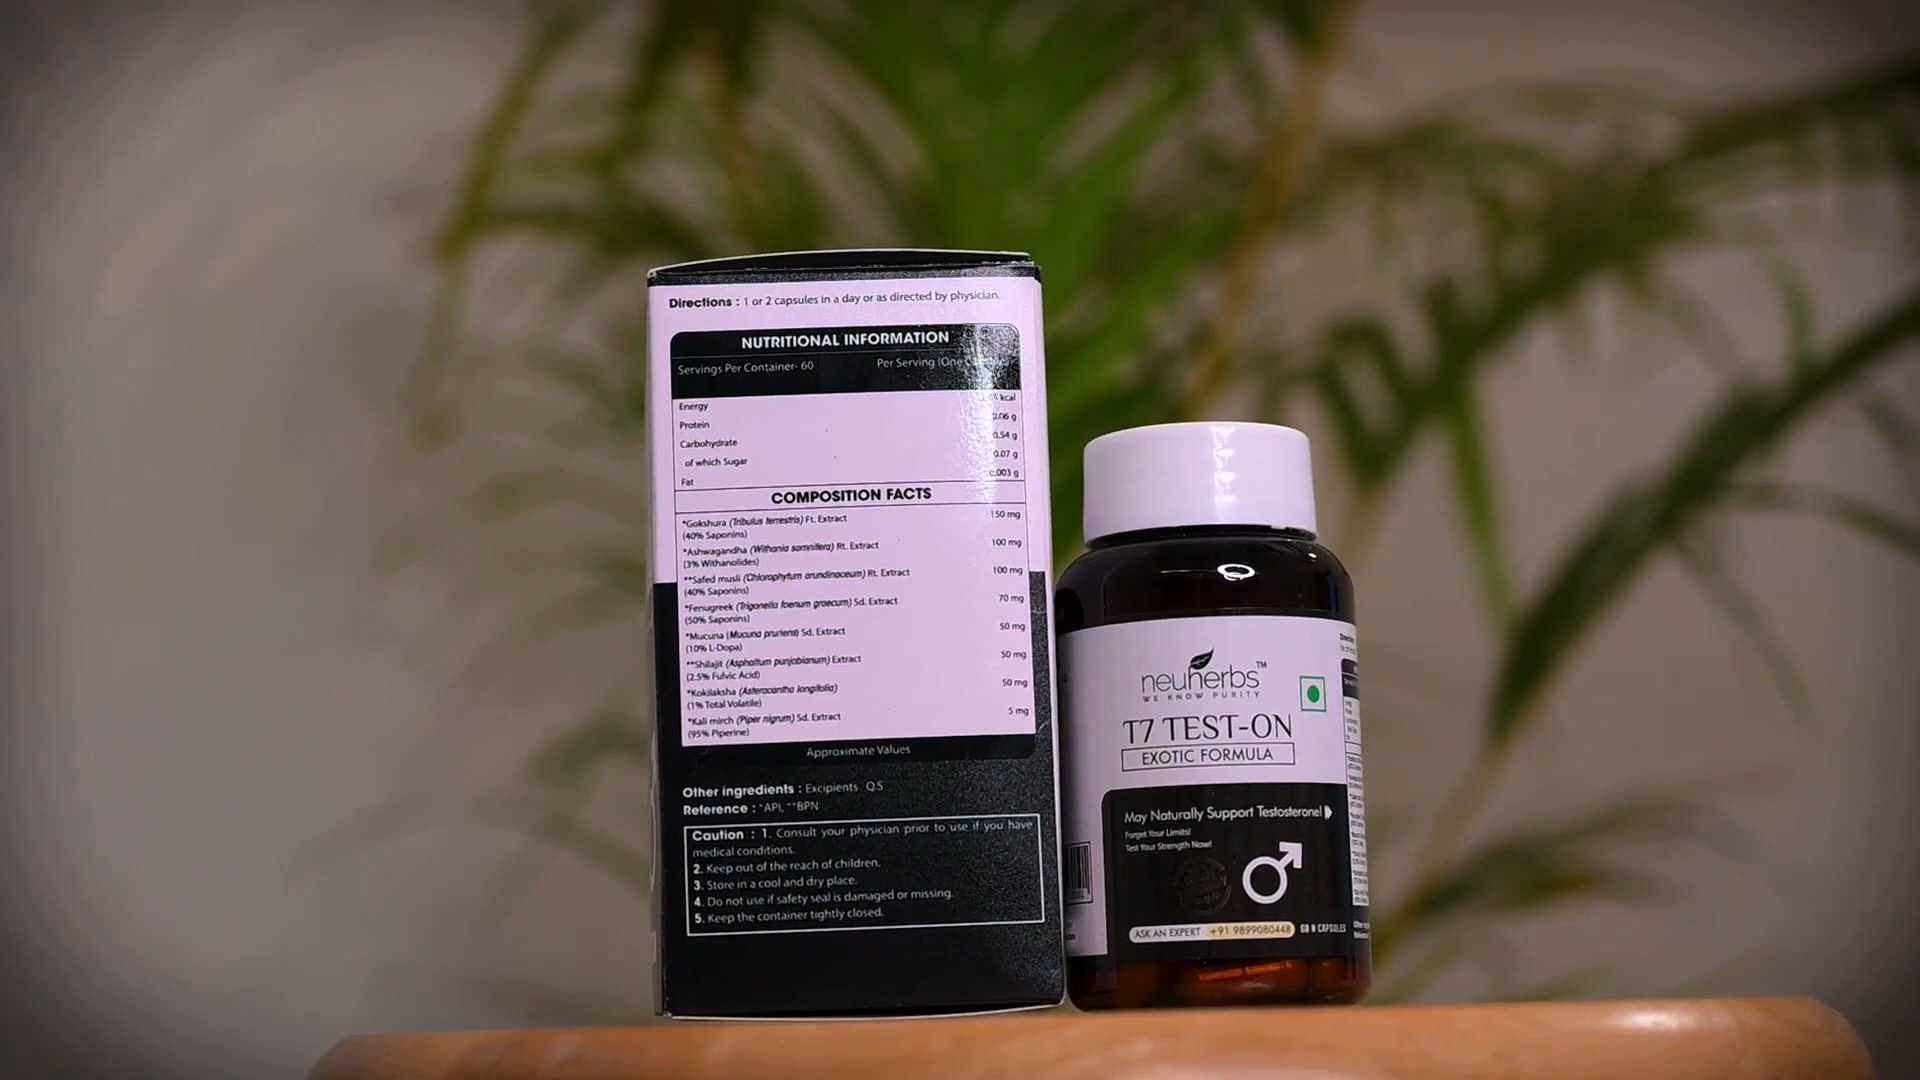 Directions : 1 or 2 capsules in a day or as directed by physician.
NUTRITIONAL INFORMATION
Servings Per Container- 60 Per Serving (One
Energy kcal
Protein 0.06 g
Carbohydrate 0.54 g
of which Sugar 0.07 g
Fat 0.003 g
COMPOSITION FACTS
*Gokshura (Tribulus terrestris) Ft. Extract 150 mg
(40% Saponins)
*Ashwagandha (Withania somnifera) Rt. Extract 100 mg
(3% Withanolides)
**Safed musli (Chlorophytum arundinaceum) Rt. Extract 100 mg
(40% Saponins)
*Fenugreek (Trigonella foenum graecum) Sd. Extract 70 mg
(50% Saponins)
*Mucuna (Mucuna pruriens) Sd. Extract 50 mg
(10% L-Dopa)
**Shilajit (Asphaltum punjabianum) Extract 50 mg
(2.5% Fulvic Acid)
*Kokilaksha (Asteracantha longifolia) 50 mg
(1% Total Volatile)
*Kali mirch (Piper nigrum) Sd. Extract 5 mg
(95% Piperine)
Approximate Values
Other ingredients : Excipients Q.S
Reference : *API, **BPN
Caution : 1. Consult your physician prior to use if you have
medical conditions.
2. Keep out of the reach of children.
3. Store in a cool and dry place.
4. Do not use if safety seal is damaged or missing.
5. Keep the container tightly closed.
neuherbs™
WE KNOW PURITY
T7 TEST-ON
EXOTIC FORMULA
May Naturally Support Testosterone!
Forget Your Limits!
Test Your Strength Now!
ASK AN EXPERT +91 9899080448 60 N CAPSULES